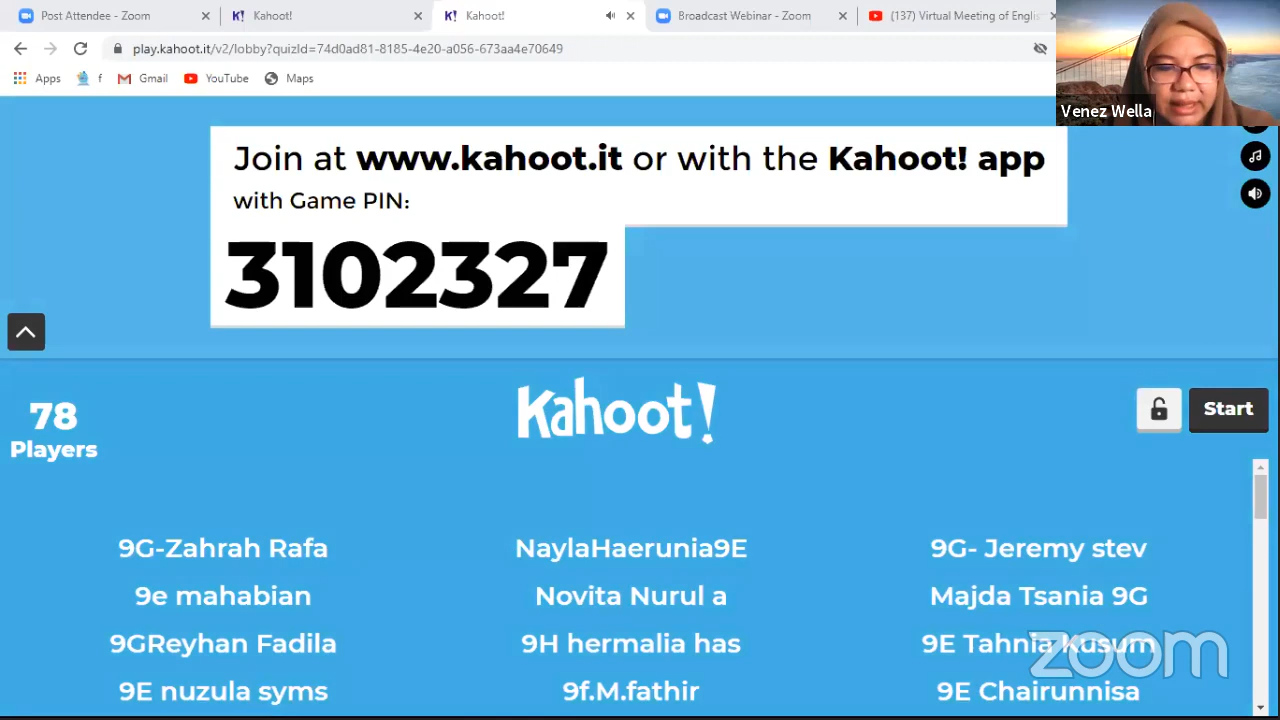 Post Attendee - Zoom
Kahoot!
Kahoot!
Broadcast Webinar - Zoom
(137) Virtual Meeting of Englis
play.kahoot.it/v2/lobby?quizId=74d0ad81-8185-4e20-a056-673aa4e70649
Apps
f
Gmail
YouTube
Maps
Venez Wella
Join at www.kahoot.it or with the Kahoot! app
with Game PIN:
3102327
78
Players
Kahoot!
Start
9G-Zahrah Rafa
NaylaHaerunia9E
9G- Jeremy stev
9e mahabian
Novita Nurul a
Majda Tsania 9G
9GReyhan Fadila
9H hermalia has
9E Tahnia Kusum
9E nuzula syms
9f.M.fathir
9E Chairunnisa
zoom